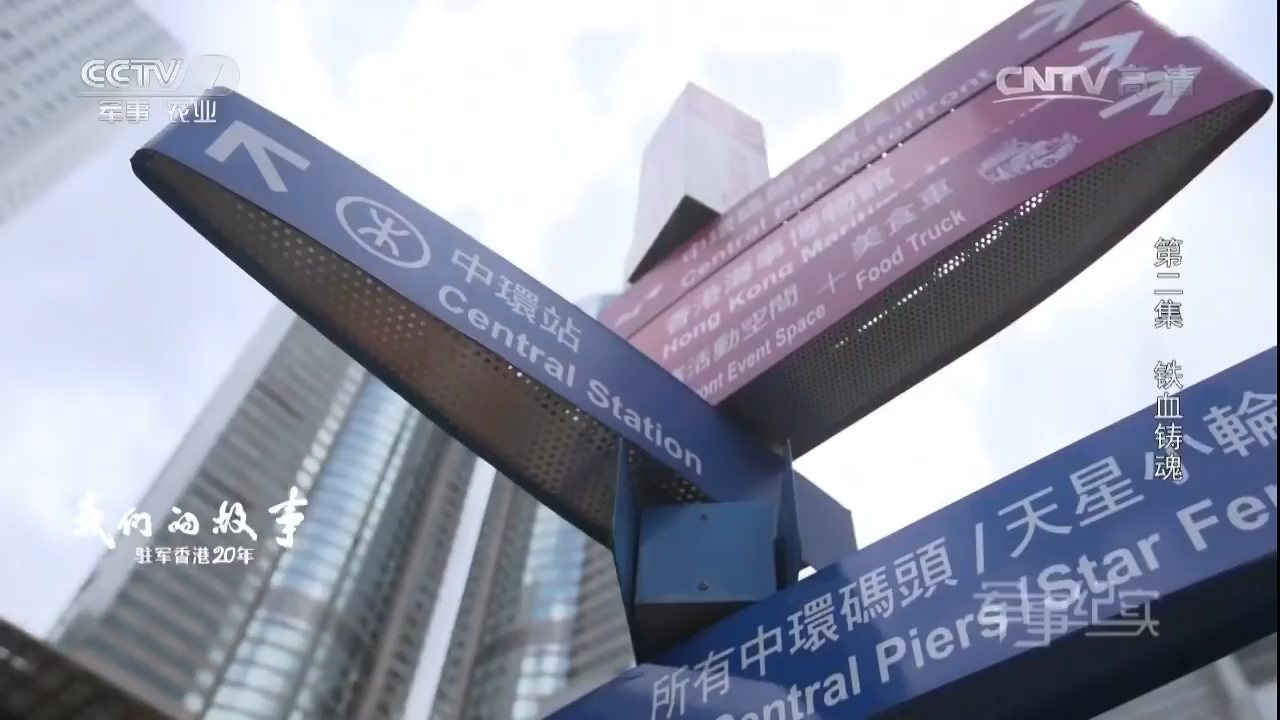 CCTV 7
军事 农业
CNTV 高清
中環站
Central Station
Central Pier Waterfront
香港海事博物館
Hong Kong
活動空間 + 美食車
Event Space
Food Truck
所有中環碼頭 / 天星小輪
Central Piers / Star
第二集 铁血铸魂
我们的故事
驻军香港20年
军事纪实